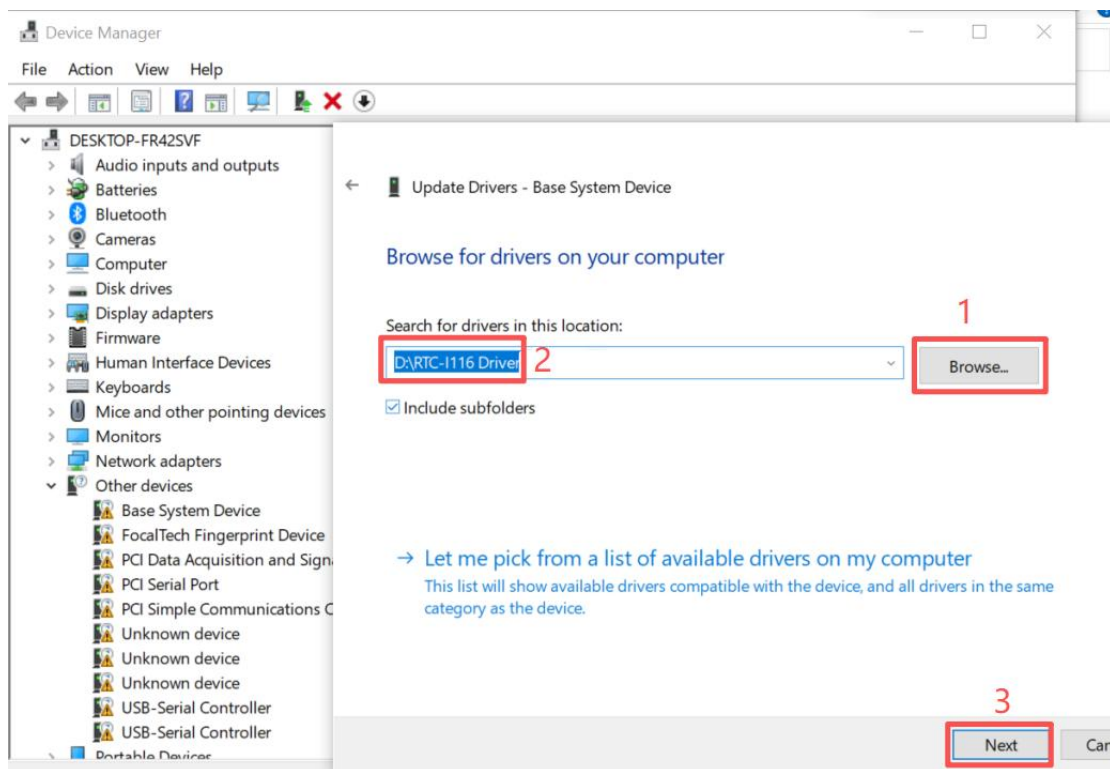 Device Manager
File Action View Help
DESKTOP-FR42SVF
Audio inputs and outputs
Batteries
Bluetooth
Cameras
Computer
Disk drives
Display adapters
Firmware
Human Interface Devices
Keyboards
Mice and other pointing devices
Monitors
Network adapters
Other devices
Base System Device
FocalTech Fingerprint Device
PCI Data Acquisition and Sign
PCI Serial Port
PCI Simple Communications C
Unknown device
Unknown device
Unknown device
USB-Serial Controller
USB-Serial Controller
Portable Devices
Update Drivers - Base System Device
Browse for drivers on your computer
Search for drivers in this location:
1
D:\RTC-I116 Driver 2
Browse...
Include subfolders
Let me pick from a list of available drivers on my computer
This list will show available drivers compatible with the device, and all drivers in the same
category as the device.
3
Next Can